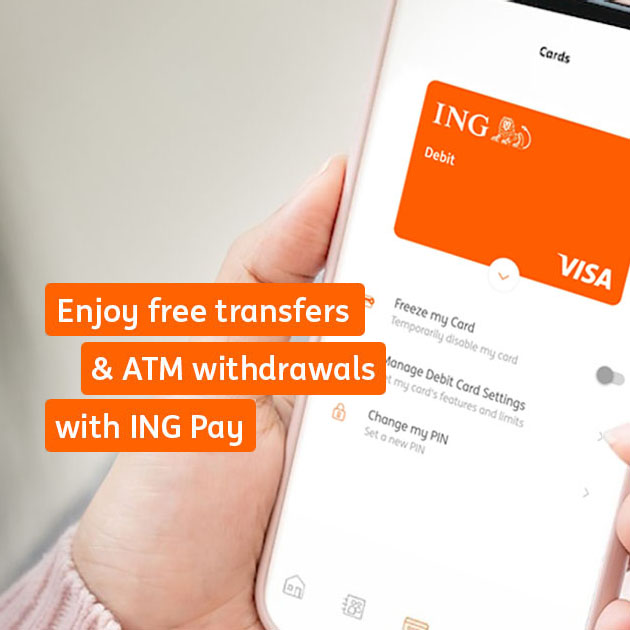 Cards
ING
Debit
VISA
Enjoy free transfers
& ATM withdrawals
with ING Pay
Freeze my Card
Temporarily disable my card
Manage Debit Card Settings
my card's features and limits
Change my PIN
Set a new PIN